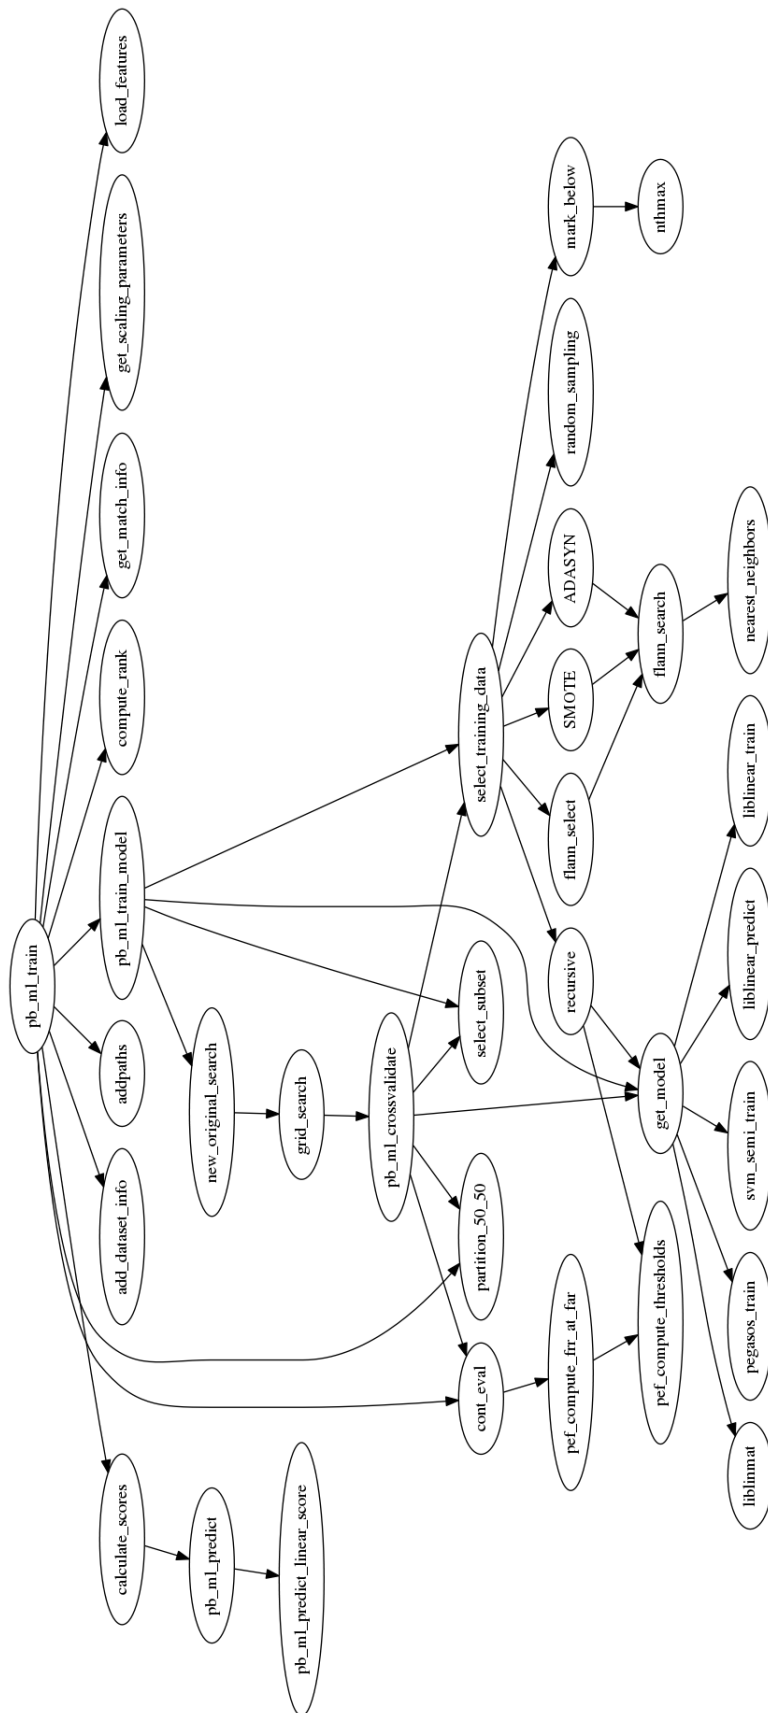 pb_ml_train
load_features
get_scaling_parameters
get_match_info
compute_rank
pb_ml_train_model
addpaths
add_dataset_info
calculate_scores
new_original_search
pb_ml_predict
grid_search
pb_ml_predict_linear_score
pb_ml_crossvalidate
select_training_data
select_subset
partition_50_50
cont_eval
mark_below
random_sampling
ADASYN
SMOTE
flann_select
recursive
pef_compute_frr_at_far
nthmax
flann_search
get_model
pef_compute_thresholds
nearest_neighbors
liblinear_train
liblinear_predict
svm_semi_train
pegasos_train
liblinmat